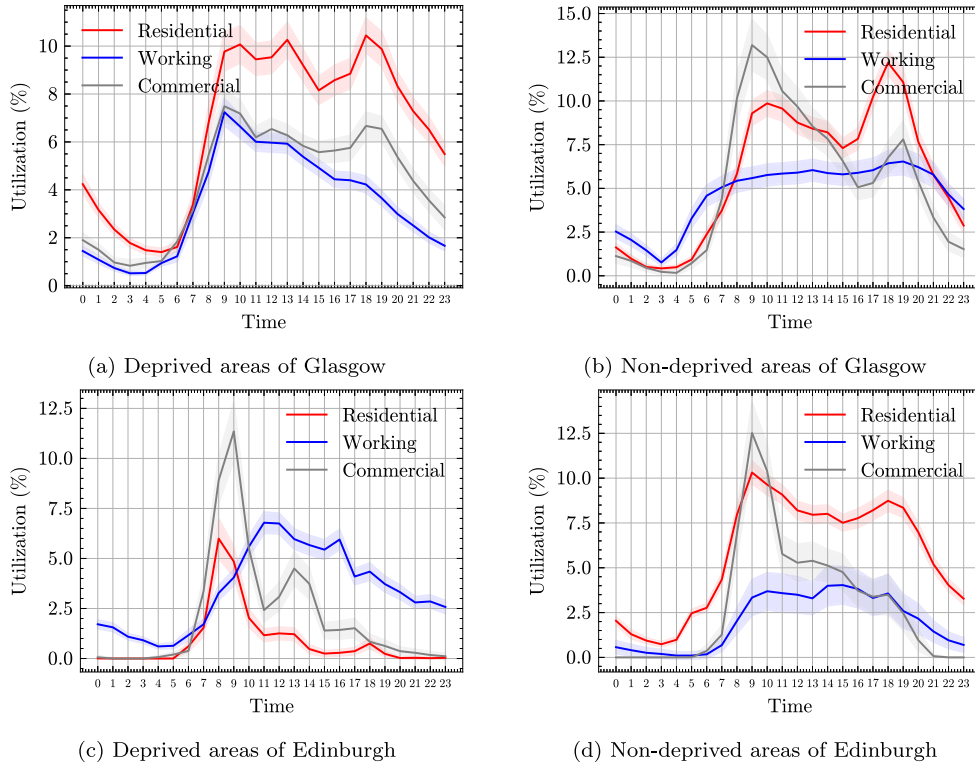 10
8
6
4
2
0
Utilization (%)
Residential
Working
Commercial
0 1 2 3 4 5 6 7 8 9 10 11 12 13 14 15 16 17 18 19 20 21 22 23
Time
(a) Deprived areas of Glasgow
15.0
12.5
10.0
7.5
5.0
2.5
0.0
Utilization (%)
Residential
Working
Commercial
0 1 2 3 4 5 6 7 8 9 10 11 12 13 14 15 16 17 18 19 20 21 22 23
Time
(b) Non-deprived areas of Glasgow
12.5
10.0
7.5
5.0
2.5
0.0
Utilization (%)
Residential
Working
Commercial
0 1 2 3 4 5 6 7 8 9 10 11 12 13 14 15 16 17 18 19 20 21 22 23
Time
(c) Deprived areas of Edinburgh
12.5
10.0
7.5
5.0
2.5
0.0
Utilization (%)
Residential
Working
Commercial
0 1 2 3 4 5 6 7 8 9 10 11 12 13 14 15 16 17 18 19 20 21 22 23
Time
(d) Non-deprived areas of Edinburgh